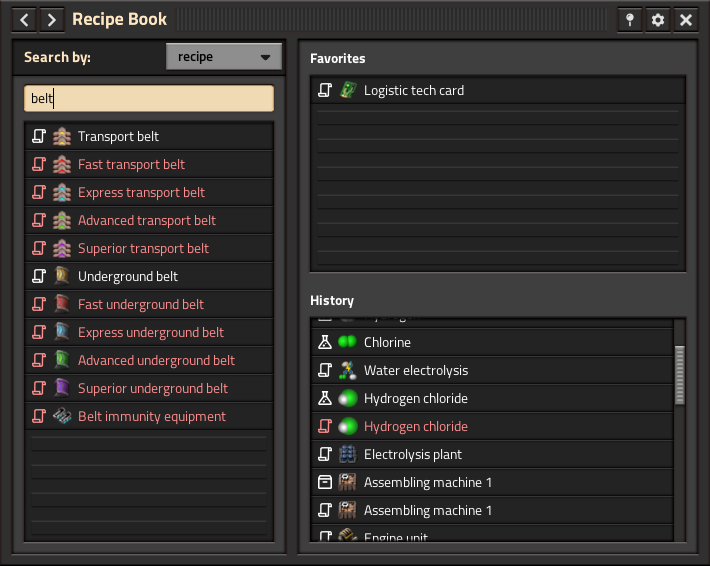 Recipe Book
Search by:
recipe
belt
Transport belt
Fast transport belt
Express transport belt
Advanced transport belt
Superior transport belt
Underground belt
Fast underground belt
Express underground belt
Advanced underground belt
Superior underground belt
Belt immunity equipment
Favorites
Logistic tech card
History
Chlorine
Water electrolysis
Hydrogen chloride
Hydrogen chloride
Electrolysis plant
Assembling machine 1
Assembling machine 1
Engine unit